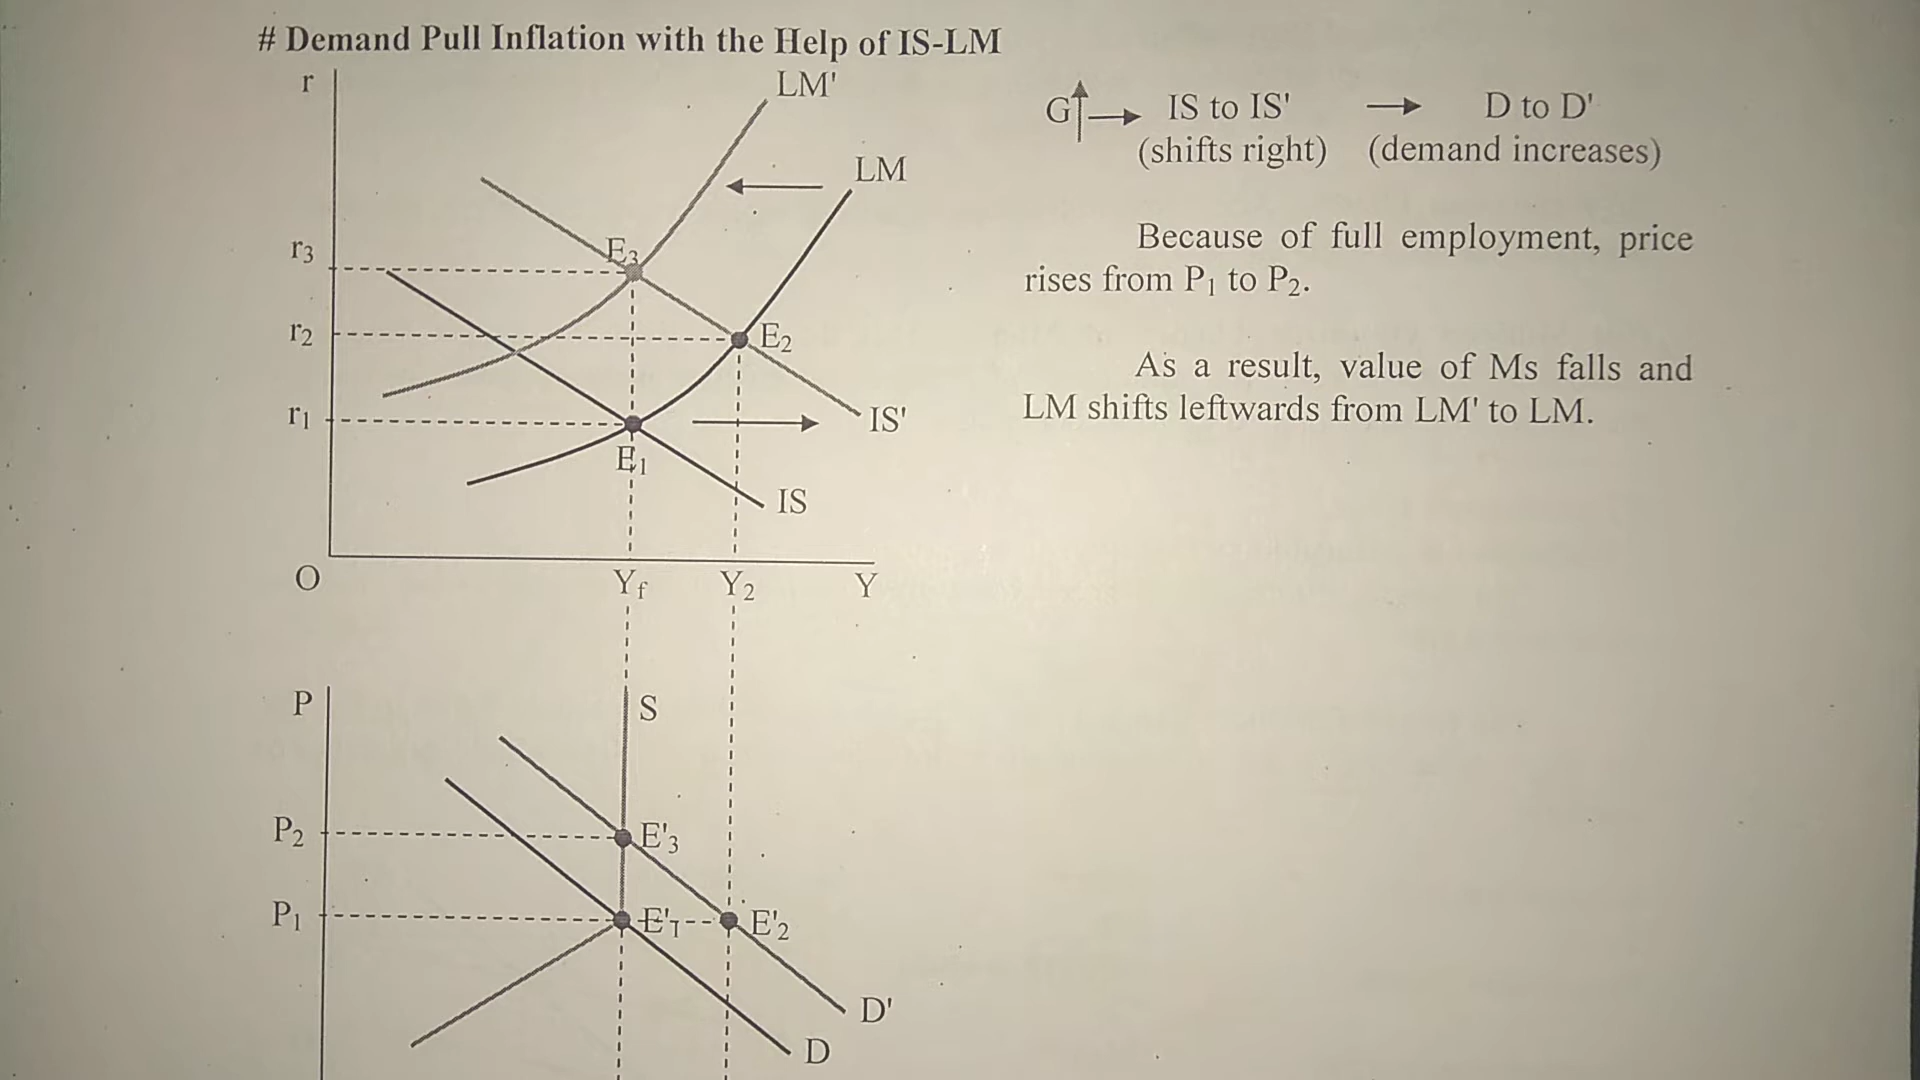 # Demand Pull Inflation with the Help of IS-LM
r
LM'
LM
E3
r3
r2
E2
r1
IS'
E1
IS
O
Yf
Y2
Y
G → IS to IS' → D to D'
(shifts right) (demand increases)
Because of full employment, price
rises from P1 to P2.
As a result, value of Ms falls and
LM shifts leftwards from LM' to LM.
P
S
P2
E'3
P1
E'1
E'2
D'
D